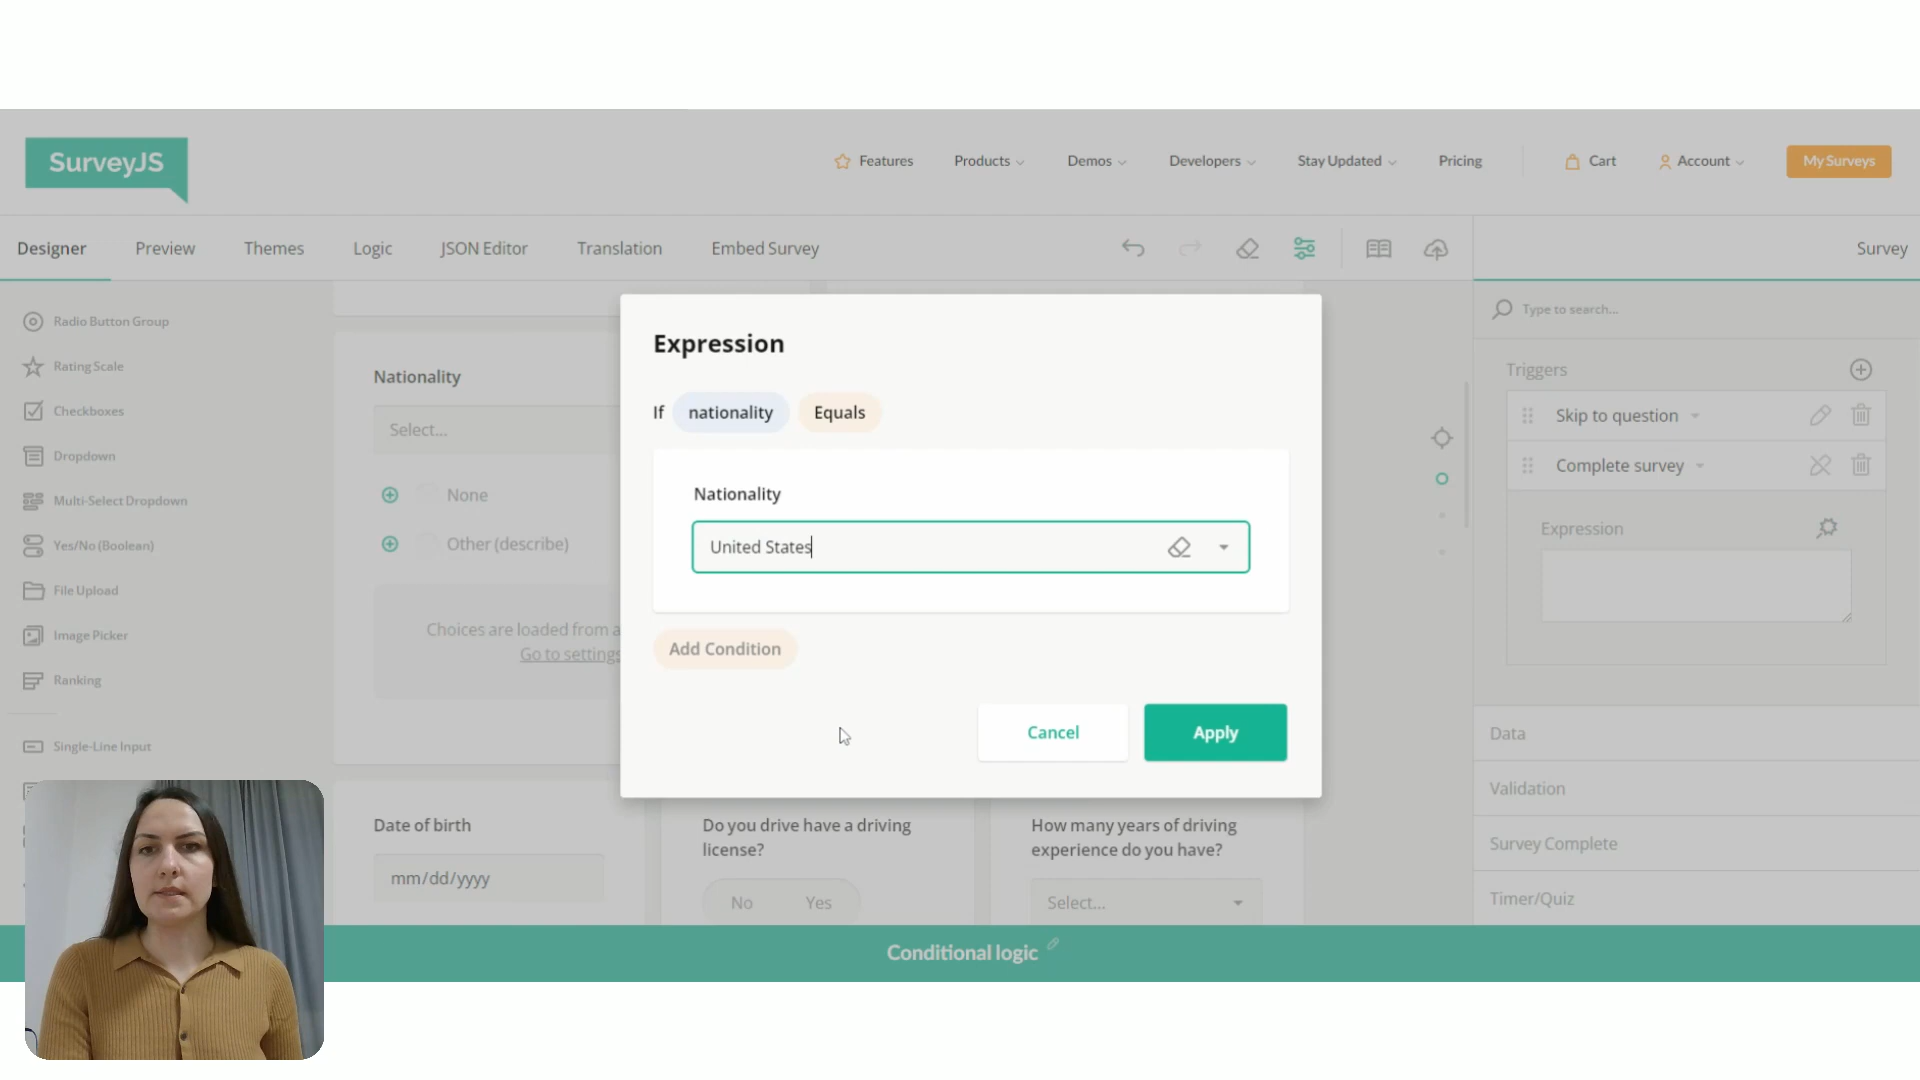 SurveyJS
Features
Products
Demos
Developers
Stay Updated
Pricing
Cart
Account
My Surveys
Designer
Preview
Themes
Logic
JSON Editor
Translation
Embed Survey
Survey
Radio Button Group
Rating Scale
Checkboxes
Dropdown
Multi-Select Dropdown
Yes/No (Boolean)
File Upload
Image Picker
Ranking
Single-Line Input
Nationality
Select...
None
Other (describe)
Choices are loaded from a
Go to settings
Date of birth
mm/dd/yyyy
Do you drive have a driving
license?
No
Yes
How many years of driving
experience do you have?
Select...
Expression
If nationality Equals
Nationality
United States
Add Condition
Cancel
Apply
Type to search...
Triggers
Skip to question
Complete survey
Expression
Data
Validation
Survey Complete
Timer/Quiz
Conditional logic